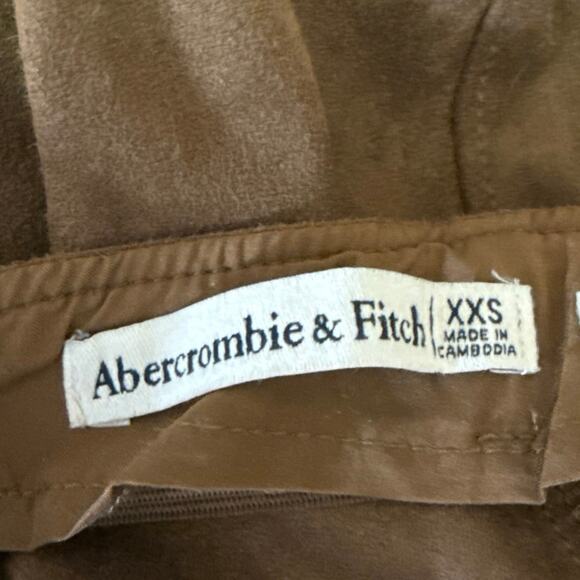 Abercrombie & Fitch
XXS
MADE IN
CAMBODIA